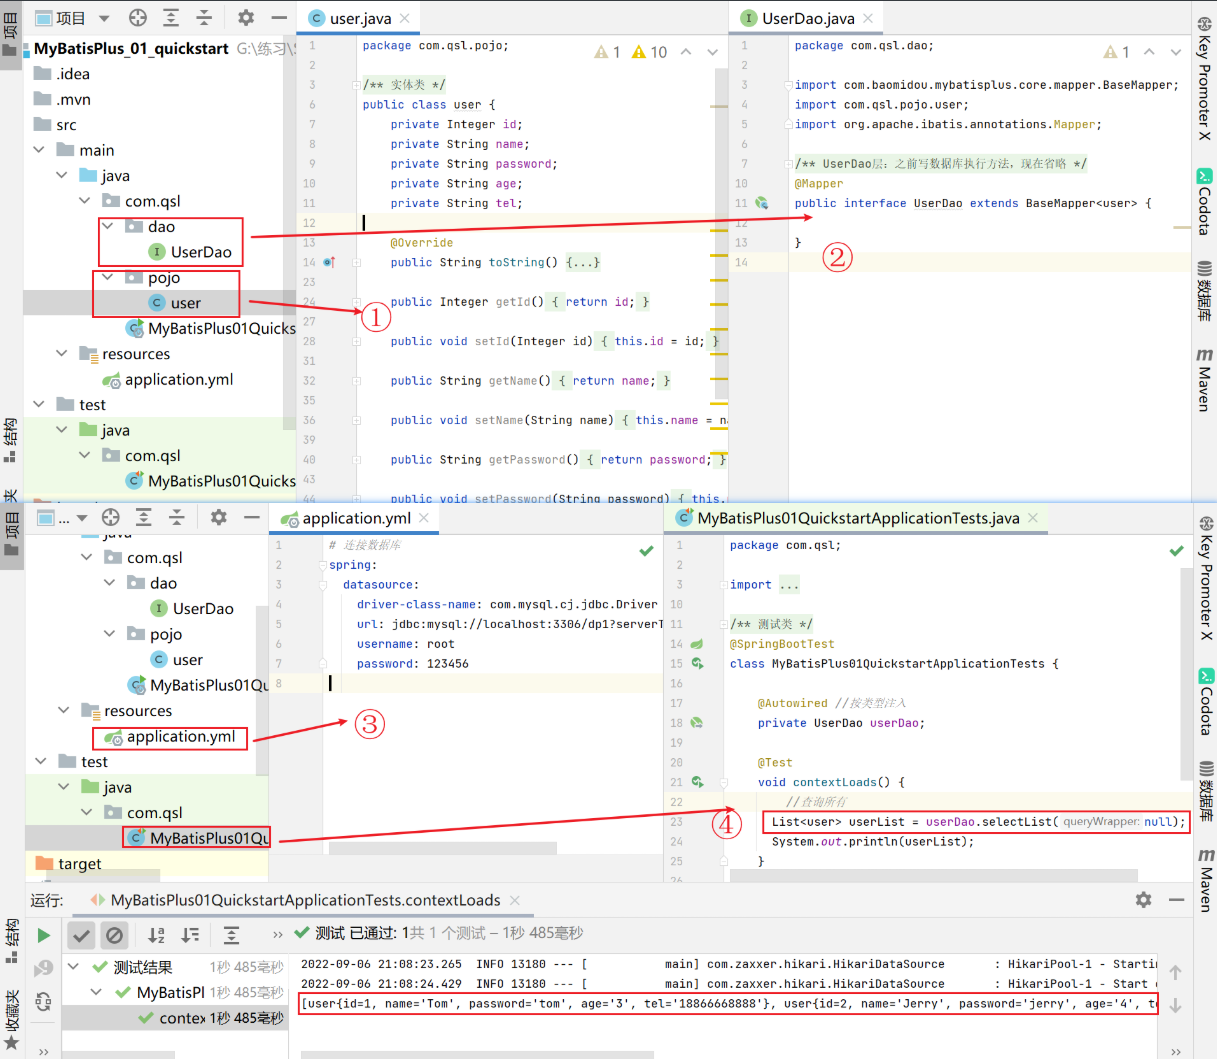 项目
user.java
UserDao.java
项目
MyBatisPlus_01_quickstart G:\练习\S
.idea
.mvn
src
main
java
com.qsl
dao
UserDao
pojo
user
MyBatisPlus01Quicks
resources
application.yml
test
java
com.qsl
MyBatisPlus01Quicks
结构
1 package com.qsl.pojo;
1 10
2
3 /** 实体类 */
6 public class user {
7 private Integer id;
8 private String name;
9 private String password;
10 private String age;
11 private String tel;
12
13 @Override
14 public String toString() {...}
23
24 public Integer getId() { return id; }
27
28 public void setId(Integer id) { this.id = id; }
31
32 public String getName() { return name; }
35
36 public void setName(String name) { this.name = na
39
40 public String getPassword() { return password; }
43
44 public void setPassword(String password) { this.
①
1 package com.qsl.dao;
1
2
3 import com.baomidou.mybatisplus.core.mapper.BaseMapper;
4 import com.qsl.pojo.user;
5 import org.apache.ibatis.annotations.Mapper;
6
7 /** UserDao层：之前写数据库执行方法，现在省略 */
10 @Mapper
11 public interface UserDao extends BaseMapper<user> {
12
13 }
14
②
Key Promoter X
Codota
数据库
m Maven
项目
...
application.yml
MyBatisPlus01QuickstartApplicationTests.java
java
com.qsl
dao
UserDao
pojo
user
MyBatisPlus01Qu
resources
application.yml
test
java
com.qsl
MyBatisPlus01Qu
target
1 # 连接数据库
2 spring:
3 datasource:
4 driver-class-name: com.mysql.cj.jdbc.Driver
5 url: jdbc:mysql://localhost:3306/dp1?serverT
6 username: root
7 password: 123456
8
③
1 package com.qsl;
2
3 import ...
10
11 /** 测试类 */
14 @SpringBootTest
15 class MyBatisPlus01QuickstartApplicationTests {
16
17 @Autowired //按类型注入
18 private UserDao userDao;
19
20 @Test
21 void contextLoads() {
22 //查询所有
23 List<user> userList = userDao.selectList( queryWrapper: null);
24 System.out.println(userList);
25 }
26
④
Key Promoter X
Codota
数据库
m Maven
运行: MyBatisPlus01QuickstartApplicationTests.contextLoads
» 测试 已通过: 1共 1 个测试 – 1秒 485毫秒
测试结果 1秒 485毫秒
MyBatisPl 1秒 485毫秒
contex 1秒 485毫秒
2022-09-06 21:08:23.265 INFO 13180 --- [ main] com.zaxxer.hikari.HikariDataSource : HikariPool-1 - Startin
2022-09-06 21:08:24.429 INFO 13180 --- [ main] com.zaxxer.hikari.HikariDataSource : HikariPool-1 - Start c
[user{id=1, name='Tom', password='tom', age='3', tel='18866668888'}, user{id=2, name='Jerry', password='jerry', age='4', te
结构
收藏夹
»
»